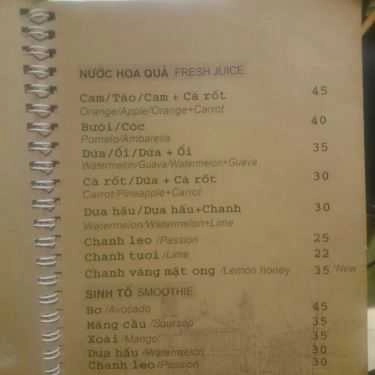 NƯỚC HOA QUẢ FRESH JUICE
Cam/Táo/Cam + Cà rốt 45
Orange/Apple/Orange+Carrot
Bưởi/Cóc 40
Pomelo/Ambarella
Dứa/Ổi/Dứa + Ổi 35
Watermelon/Guava/Watermelon+Guava
Cà rốt/Dứa + Cà rốt 30
Carrot/Pineapple+Carrot
Dưa hấu/Dưa hấu+Chanh 30
Watermelon/Watermelon+Lime
Chanh leo /Passion 25
Chanh tươi /Lime 22
Chanh vàng mật ong /Lemon honey 35 /New
SINH TỐ SMOOTHIE
Bơ /Avocado 45
Mãng cầu /Soursop 35
Xoài /Mango 35
Dưa hấu /Watermelon 30
Chanh leo /Passion 30